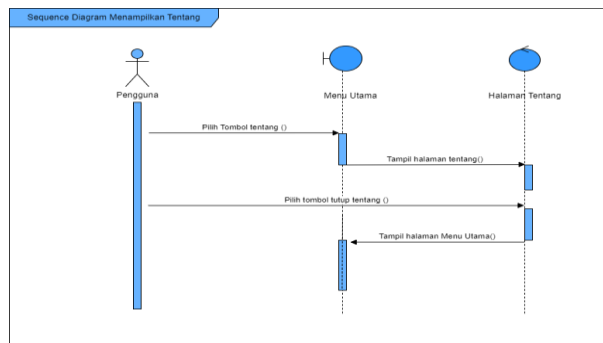 Sequence Diagram Menampilkan Tentang
Pengguna
Menu Utama
Halaman Tentang
Pilih Tombol tentang ()
Tampil halaman tentang()
Pilih tombol tutup tentang ()
Tampil halaman Menu Utama()